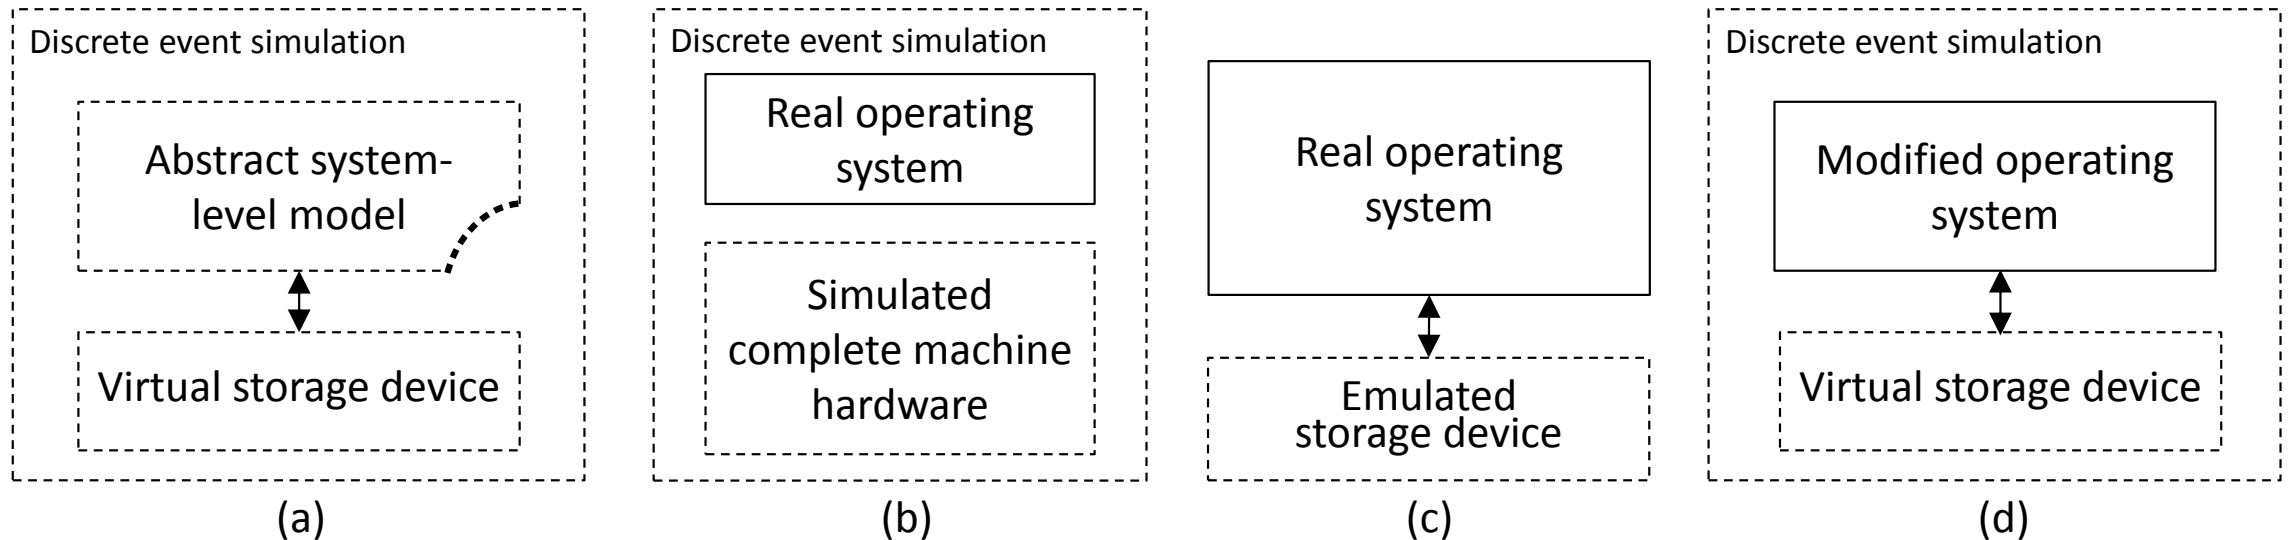 Discrete event simulation
Abstract system-
level model
Virtual storage device
(a)
Discrete event simulation
Real operating
system
Simulated
complete machine
hardware
(b)
Real operating
system
Emulated
storage device
(c)
Discrete event simulation
Modified operating
system
Virtual storage device
(d)